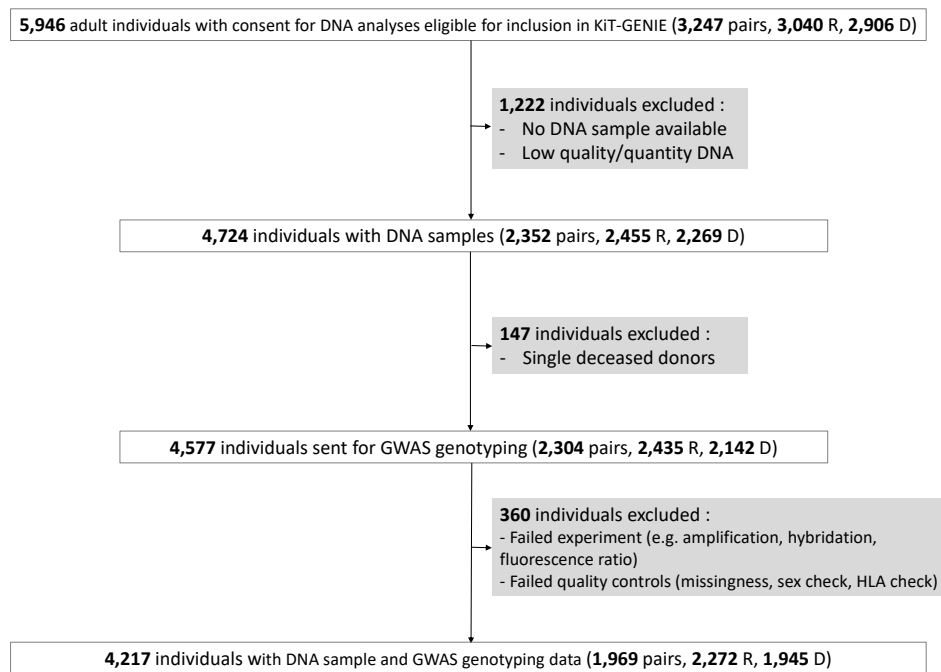 5,946 adult individuals with consent for DNA analyses eligible for inclusion in KiT-GENIE (3,247 pairs, 3,040 R, 2,906 D)
1,222 individuals excluded :
- No DNA sample available
- Low quality/quantity DNA
4,724 individuals with DNA samples (2,352 pairs, 2,455 R, 2,269 D)
147 individuals excluded :
- Single deceased donors
4,577 individuals sent for GWAS genotyping (2,304 pairs, 2,435 R, 2,142 D)
360 individuals excluded :
- Failed experiment (e.g. amplification, hybridation,
fluorescence ratio)
- Failed quality controls (missingness, sex check, HLA check)
4,217 individuals with DNA sample and GWAS genotyping data (1,969 pairs, 2,272 R, 1,945 D)